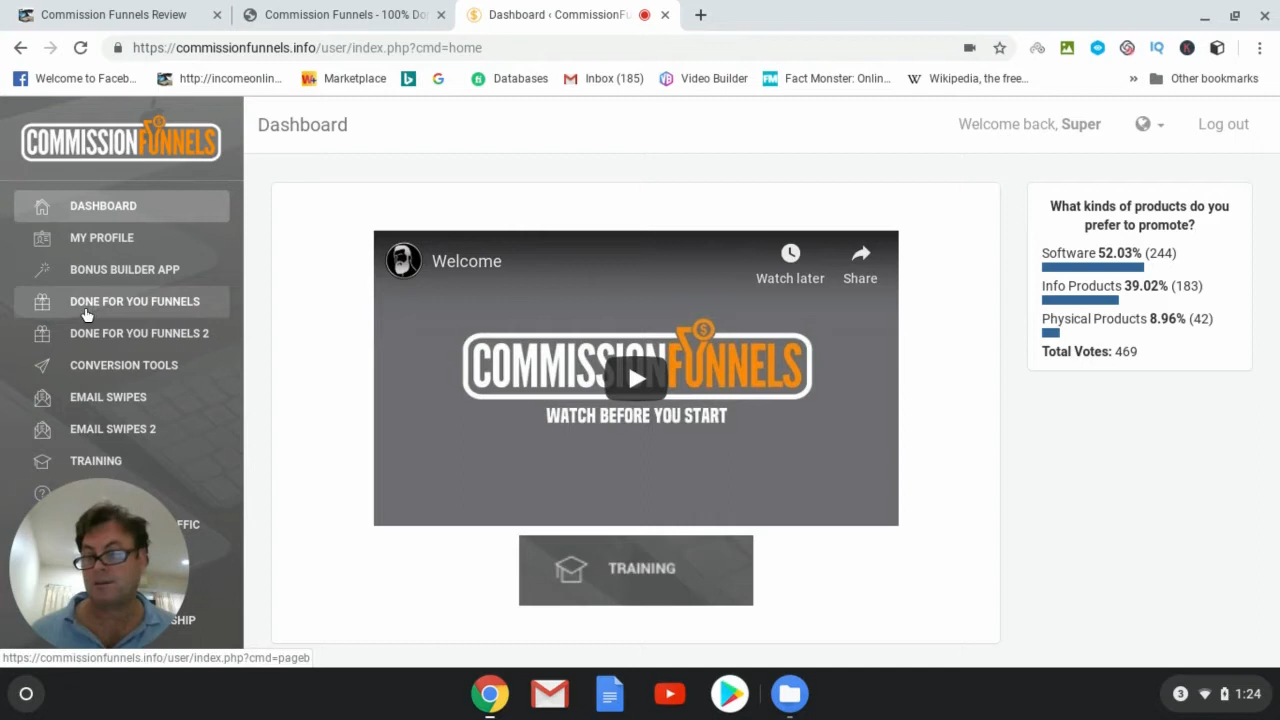 Commission Funnels Review
Commission Funnels - 100% Do
Dashboard ‹ CommissionFu
https://commissionfunnels.info/user/index.php?cmd=home
Welcome to Faceb...
http://incomeonlin...
Marketplace
Databases
Inbox (185)
Video Builder
Fact Monster: Onlin...
Wikipedia, the free...
Other bookmarks
COMMISSIONFUNNELS
Dashboard
Welcome back, Super
Log out
DASHBOARD
MY PROFILE
BONUS BUILDER APP
DONE FOR YOU FUNNELS
DONE FOR YOU FUNNELS 2
CONVERSION TOOLS
EMAIL SWIPES
EMAIL SWIPES 2
TRAINING
FFIC
SHIP
Welcome
Watch later
Share
COMMISSIONFUNNELS
WATCH BEFORE YOU START
TRAINING
What kinds of products do you
prefer to promote?
Software 52.03% (244)
Info Products 39.02% (183)
Physical Products 8.96% (42)
Total Votes: 469
https://commissionfunnels.info/user/index.php?cmd=pageb
3
1:24